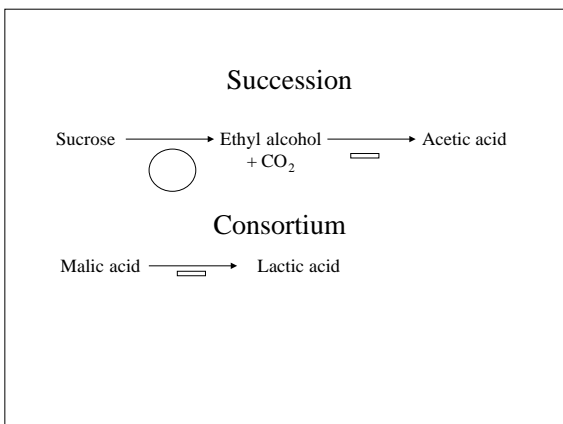 Succession
Sucrose Ethyl alcohol Acetic acid
+ CO₂
Consortium
Malic acid Lactic acid